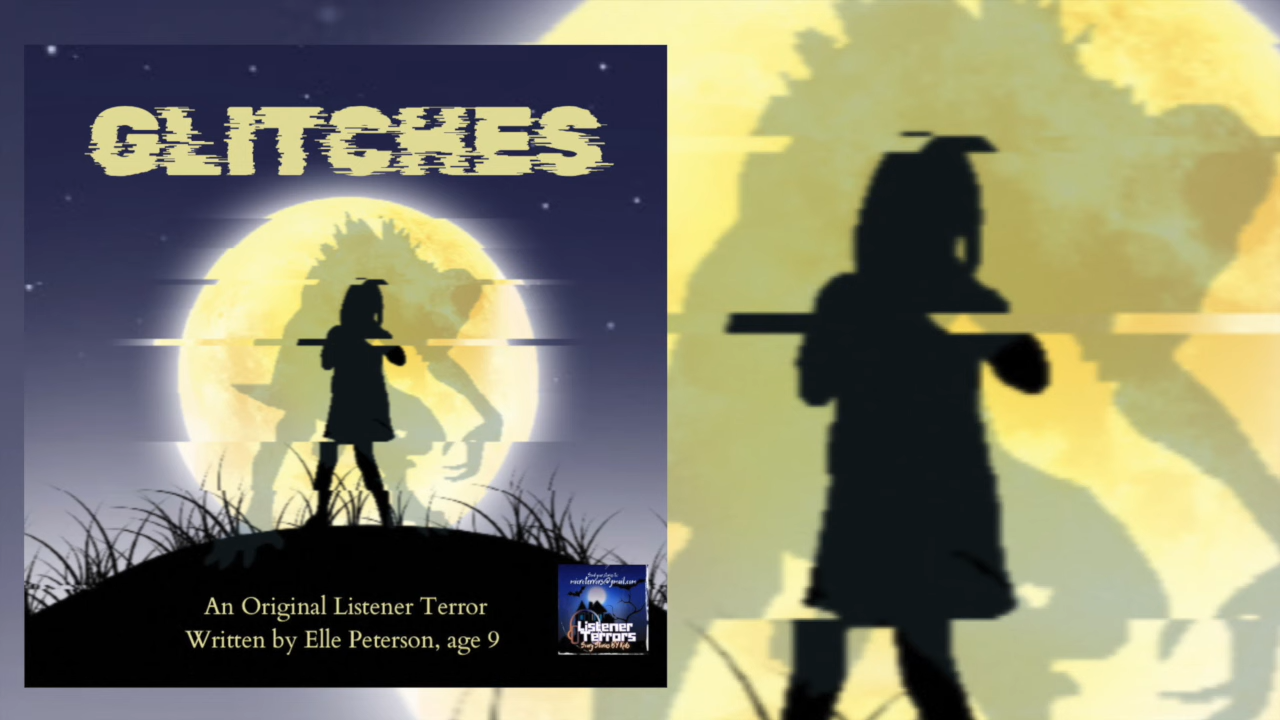 GLITCHES
An Original Listener Terror
Written by Elle Peterson, age 9
Listener
Terrors